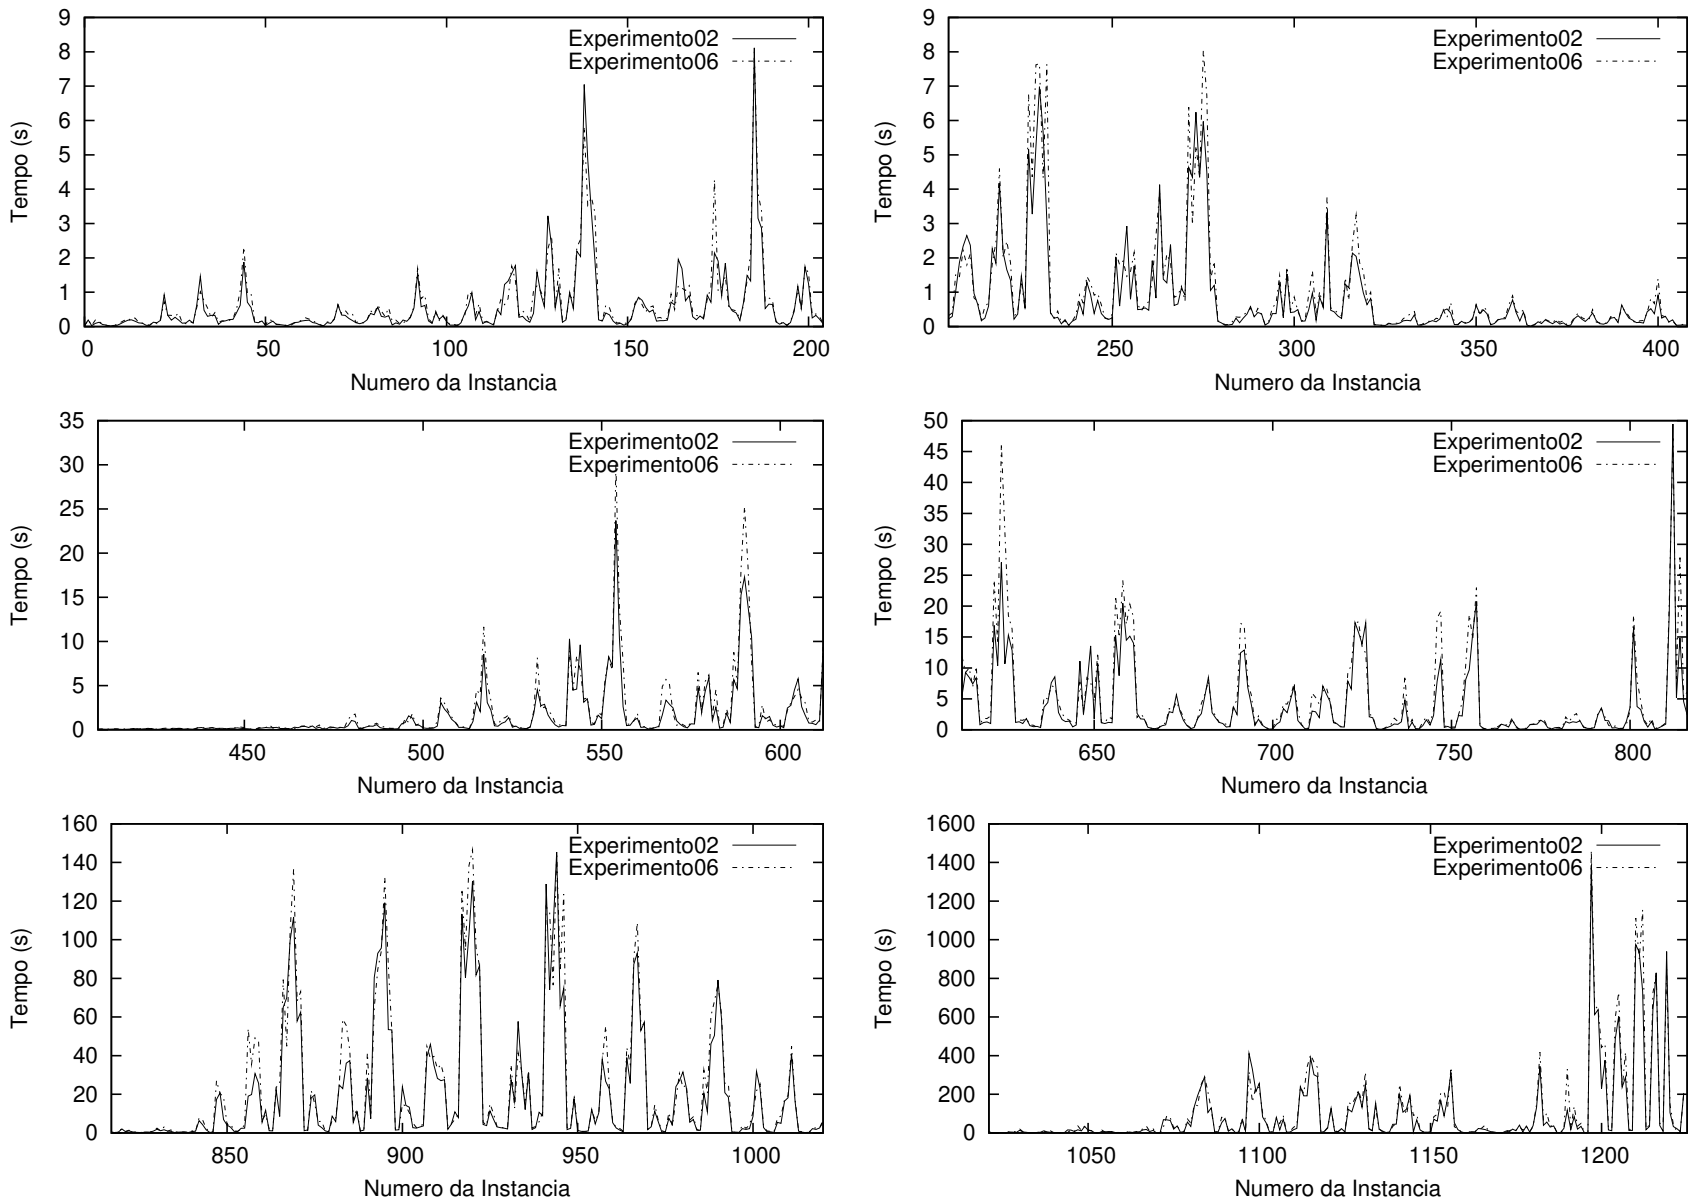 9
8
7
6
5
4
3
2
1
0
0 50 100 150 200
Tempo (s)
Numero da Instancia
Experimento02
Experimento06
9
8
7
6
5
4
3
2
1
0
250 300 350 400
Tempo (s)
Numero da Instancia
Experimento02
Experimento06
35
30
25
20
15
10
5
0
450 500 550 600
Tempo (s)
Numero da Instancia
Experimento02
Experimento06
50
45
40
35
30
25
20
15
10
5
0
650 700 750 800
Tempo (s)
Numero da Instancia
Experimento02
Experimento06
160
140
120
100
80
60
40
20
0
850 900 950 1000
Tempo (s)
Numero da Instancia
Experimento02
Experimento06
1600
1400
1200
1000
800
600
400
200
0
1050 1100 1150 1200
Tempo (s)
Numero da Instancia
Experimento02
Experimento06